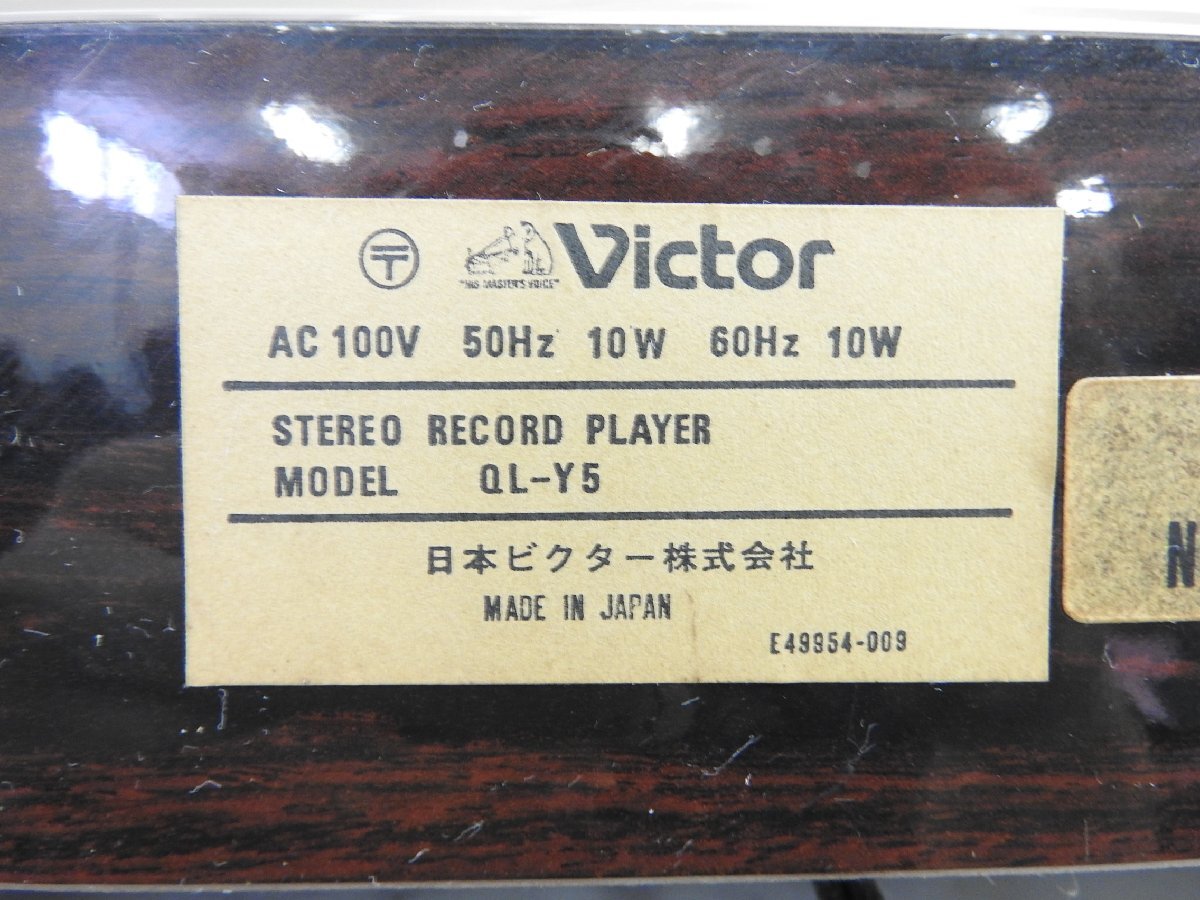 〒 "HIS MASTER'S VOICE" Victor
AC 100V 50Hz 10W 60Hz 10W
STEREO RECORD PLAYER
MODEL QL-Y5
日本ビクター株式会社
MADE IN JAPAN
E49954-009
N